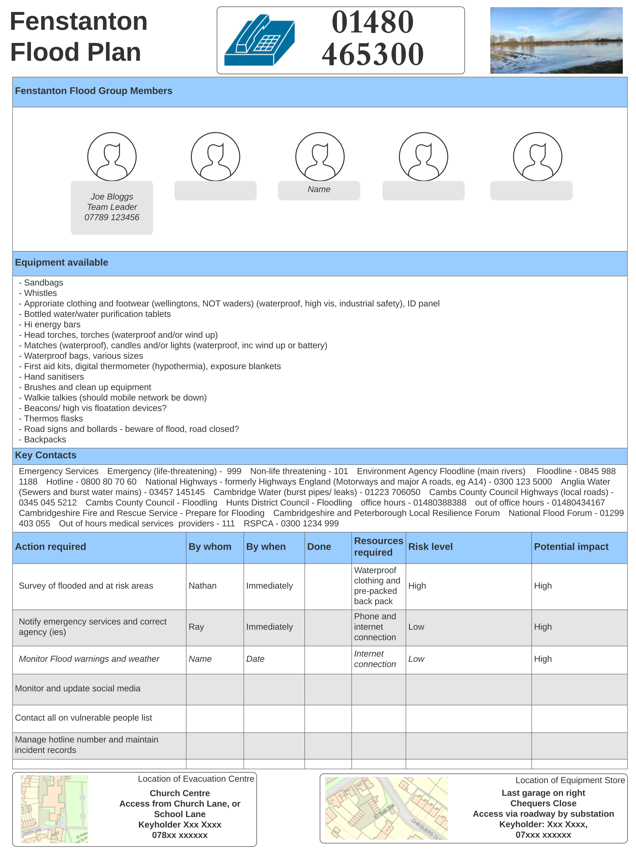 Fenstanton
Flood Plan
01480
465300
Fenstanton Flood Group Members
Joe Bloggs
Team Leader
07789 123456
Name
Equipment available
- Sandbags
- Whistles
- Approriate clothing and footwear (wellingtons, NOT waders) (waterproof, high vis, industrial safety), ID panel
- Bottled water/water purification tablets
- Hi energy bars
- Head torches, torches (waterproof and/or wind up)
- Matches (waterproof), candles and/or lights (waterproof, inc wind up or battery)
- Waterproof bags, various sizes
- First aid kits, digital thermometer (hypothermia), exposure blankets
- Hand sanitisers
- Brushes and clean up equipment
- Walkie talkies (should mobile network be down)
- Beacons/ high vis floatation devices?
- Thermos flasks
- Road signs and bollards - beware of flood, road closed?
- Backpacks
Key Contacts
Emergency Services Emergency (life-threatening) - 999 Non-life threatening - 101 Environment Agency Floodline (main rivers) Floodline - 0845 988
1188 Hotline - 0800 80 70 60 National Highways - formerly Highways England (Motorways and major A roads, eg A14) - 0300 123 5000 Anglia Water
(Sewers and burst water mains) - 03457 145145 Cambridge Water (burst pipes/ leaks) - 01223 706050 Cambs County Council Highways (local roads) -
0345 045 5212 Cambs County Council - Floodling Hunts District Council - Floodling office hours - 01480388388 out of office hours - 01480434167
Cambridgeshire Fire and Rescue Service - Prepare for Flooding Cambridgeshire and Peterborough Local Resilience Forum National Flood Forum - 01299
403 055 Out of hours medical services providers - 111 RSPCA - 0300 1234 999
Action required By whom By when Done Resources required Risk level Potential impact
Survey of flooded and at risk areas Nathan Immediately Waterproof clothing and pre-packed back pack High High
Notify emergency services and correct agency (ies) Ray Immediately Phone and internet connection Low High
Monitor Flood warnings and weather Name Date Internet connection Low High
Monitor and update social media
Contact all on vulnerable people list
Manage hotline number and maintain
incident records
Location of Evacuation Centre
Church Centre
Access from Church Lane, or
School Lane
Keyholder Xxx Xxxx
078xx xxxxxx
CHEQUERS CL
Location of Equipment Store
Last garage on right
Chequers Close
Access via roadway by substation
Keyholder: Xxx Xxxx,
07xxx xxxxxx